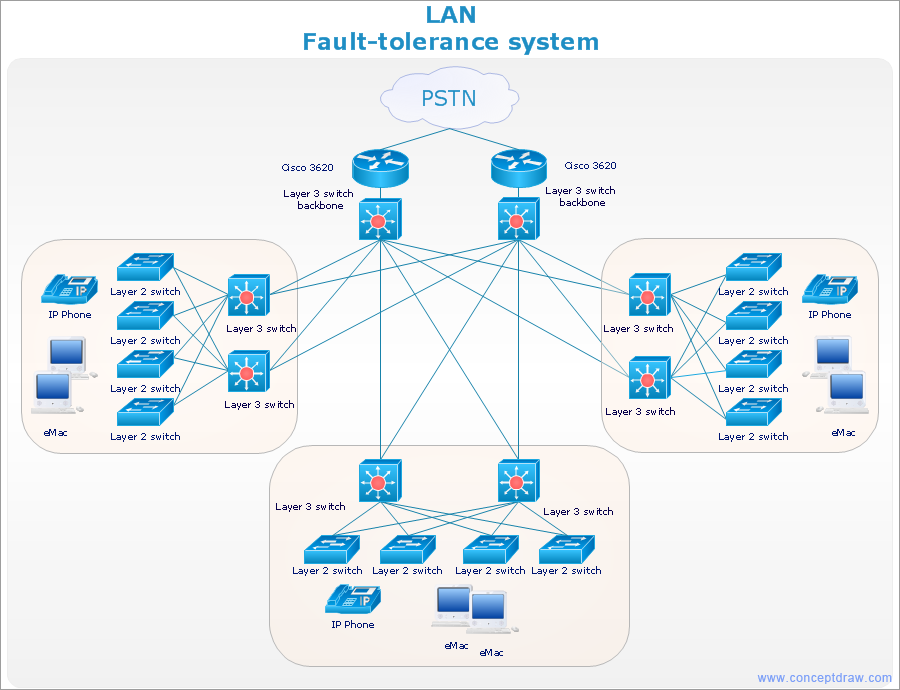 LAN
Fault-tolerance system
PSTN
Cisco 3620
Cisco 3620
Layer 3 switch
backbone
Layer 3 switch
backbone
IP
IP Phone
Layer 2 switch
Layer 2 switch
Layer 2 switch
Layer 2 switch
Layer 3 switch
Layer 3 switch
eMac
Layer 3 switch
Layer 3 switch
Layer 2 switch
Layer 2 switch
Layer 2 switch
Layer 2 switch
IP
IP Phone
eMac
Layer 3 switch
Layer 3 switch
Layer 2 switch
Layer 2 switch
Layer 2 switch
Layer 2 switch
IP
IP Phone
eMac
eMac
www.conceptdraw.com